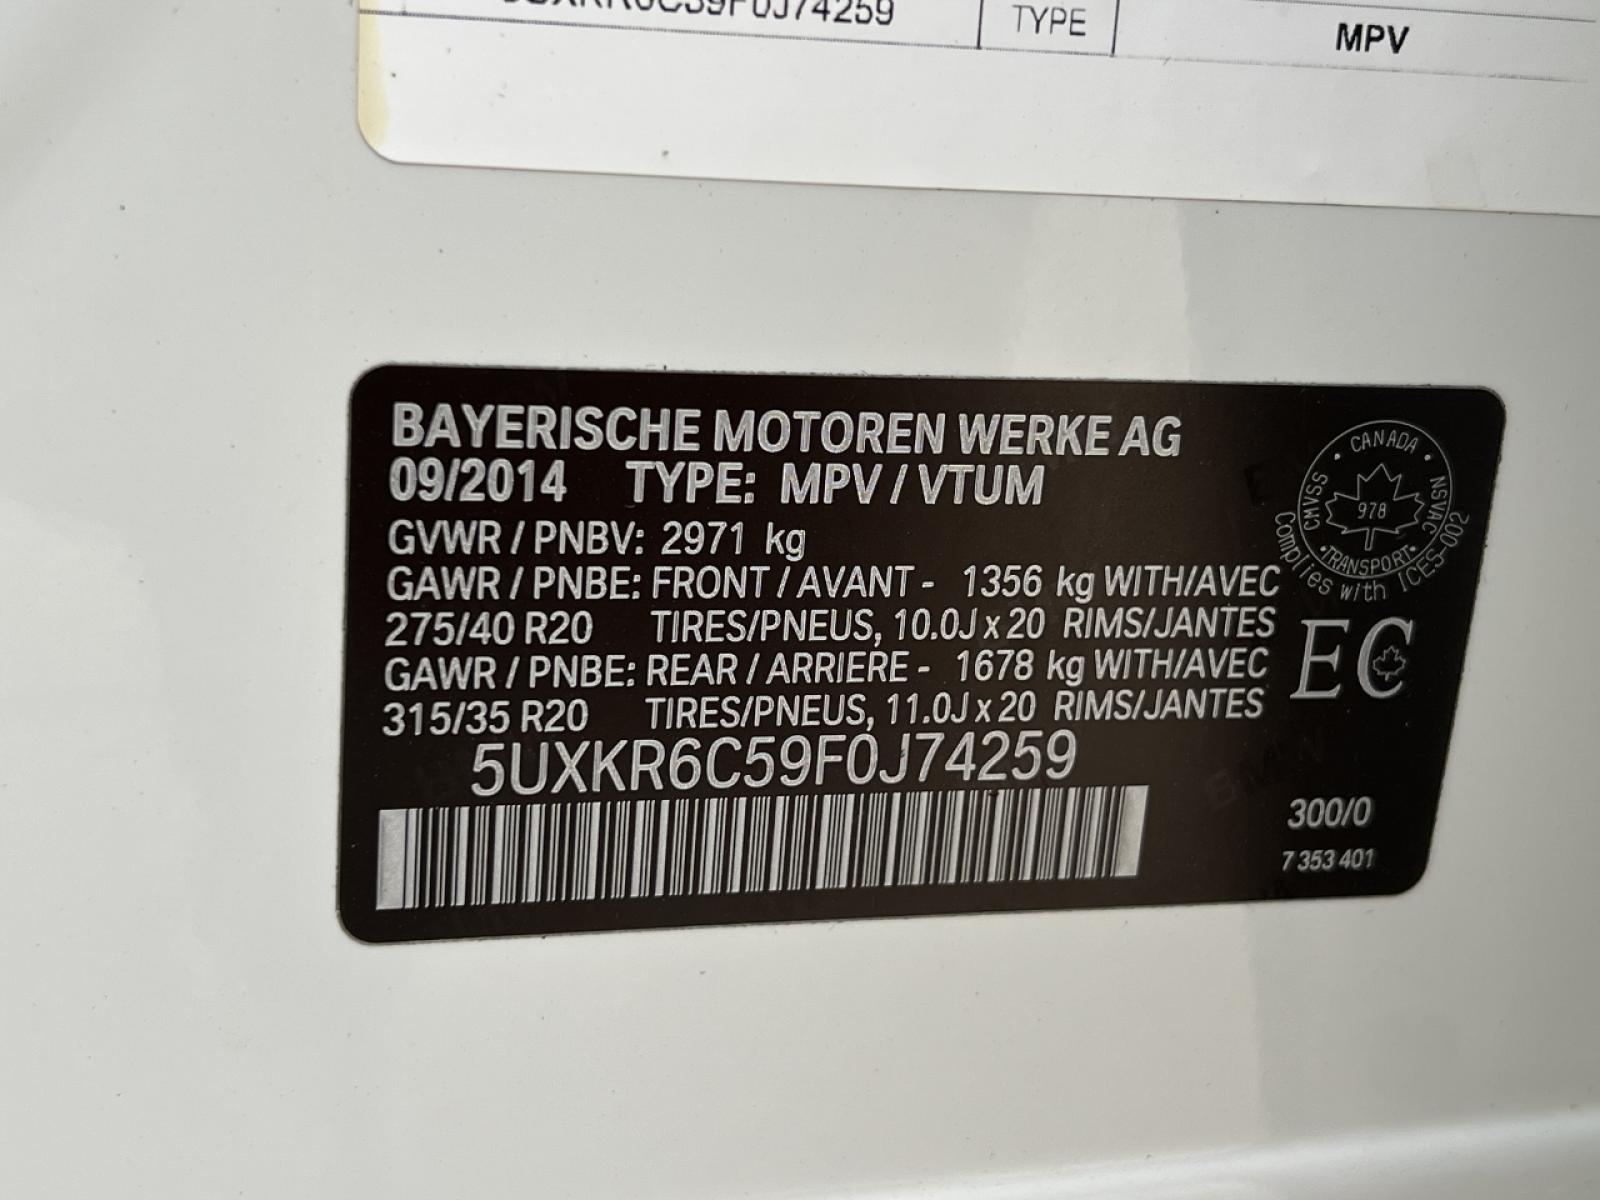 5UXKR6C59F0J74259 TYPE MPV
BAYERISCHE MOTOREN WERKE AG
09/2014 TYPE: MPV / VTUM
GVWR / PNBV: 2971 kg
GAWR / PNBE: FRONT / AVANT - 1356 kg WITH/AVEC
275/40 R20 TIRES/PNEUS, 10.0J x 20 RIMS/JANTES
GAWR / PNBE: REAR / ARRIERE - 1678 kg WITH/AVEC
315/35 R20 TIRES/PNEUS, 11.0J x 20 RIMS/JANTES
5UXKR6C59F0J74259
CANADA
CMVSS
NSVAC
978
TRANSPORT
Complies with ICES-002
EC
300/0
7 353 401